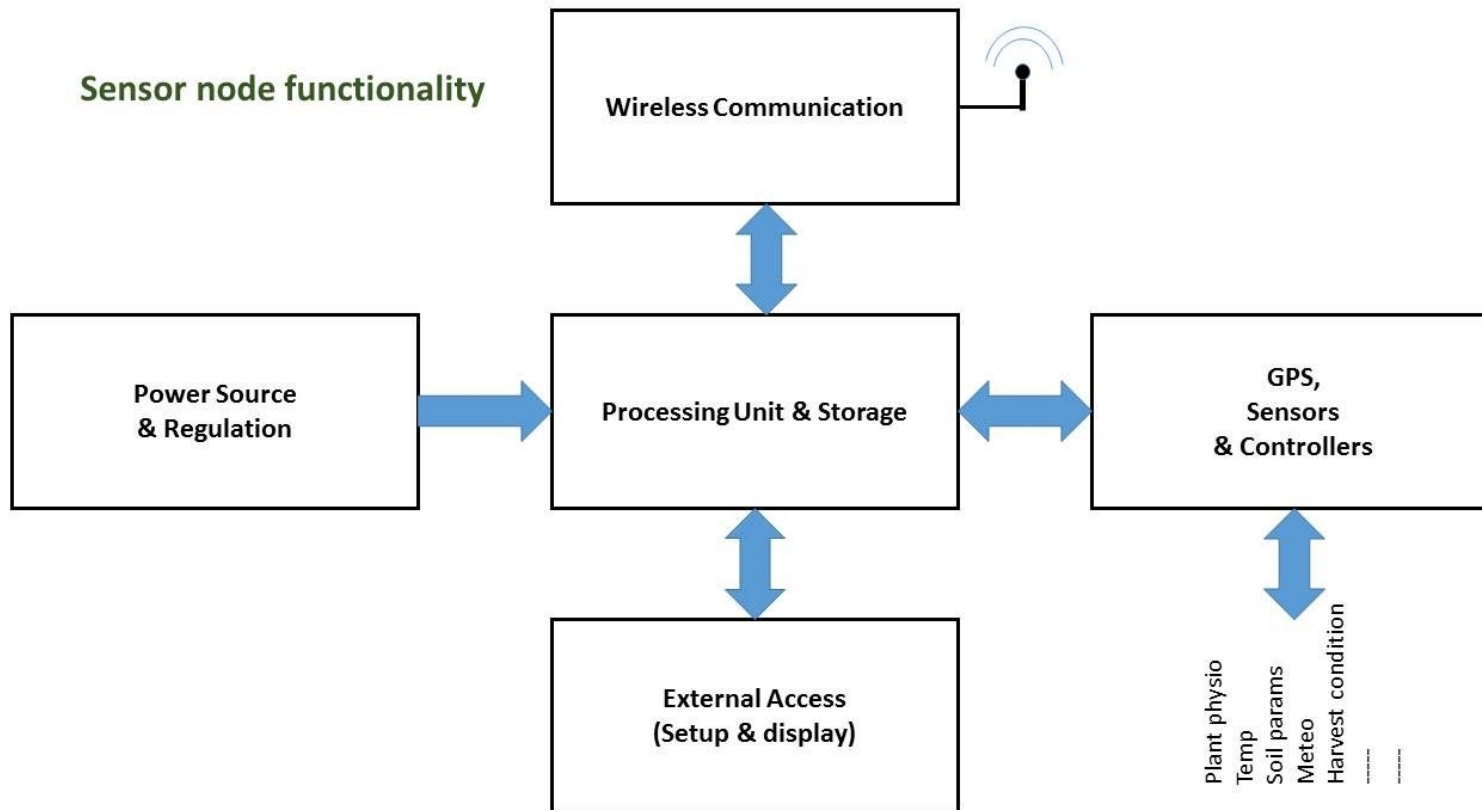 Sensor node functionality
Wireless Communication
Power Source
& Regulation
Processing Unit & Storage
GPS,
Sensors
& Controllers
External Access
(Setup & display)
Plant physio
Temp
Soil params
Meteo
Harvest condition
-----
-----